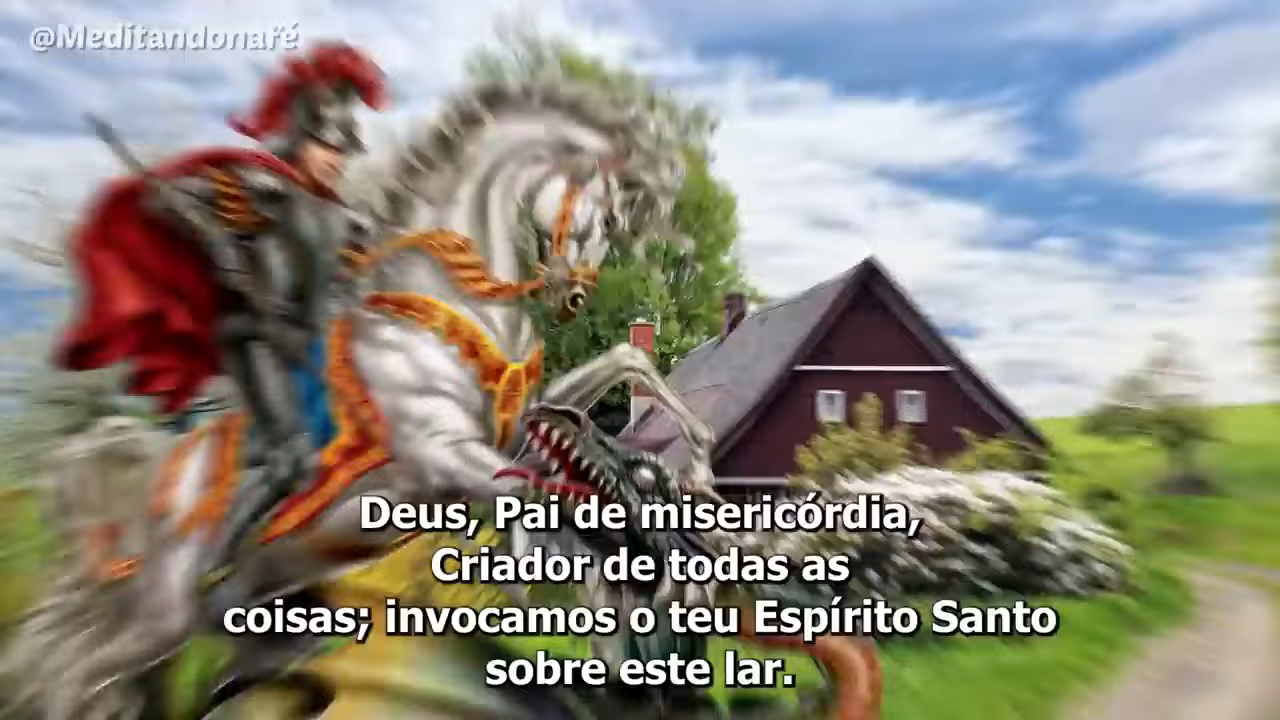 @Meditandonafé
Deus, Pai de misericórdia,
Criador de todas as
coisas; invocamos o teu Espírito Santo
sobre este lar.